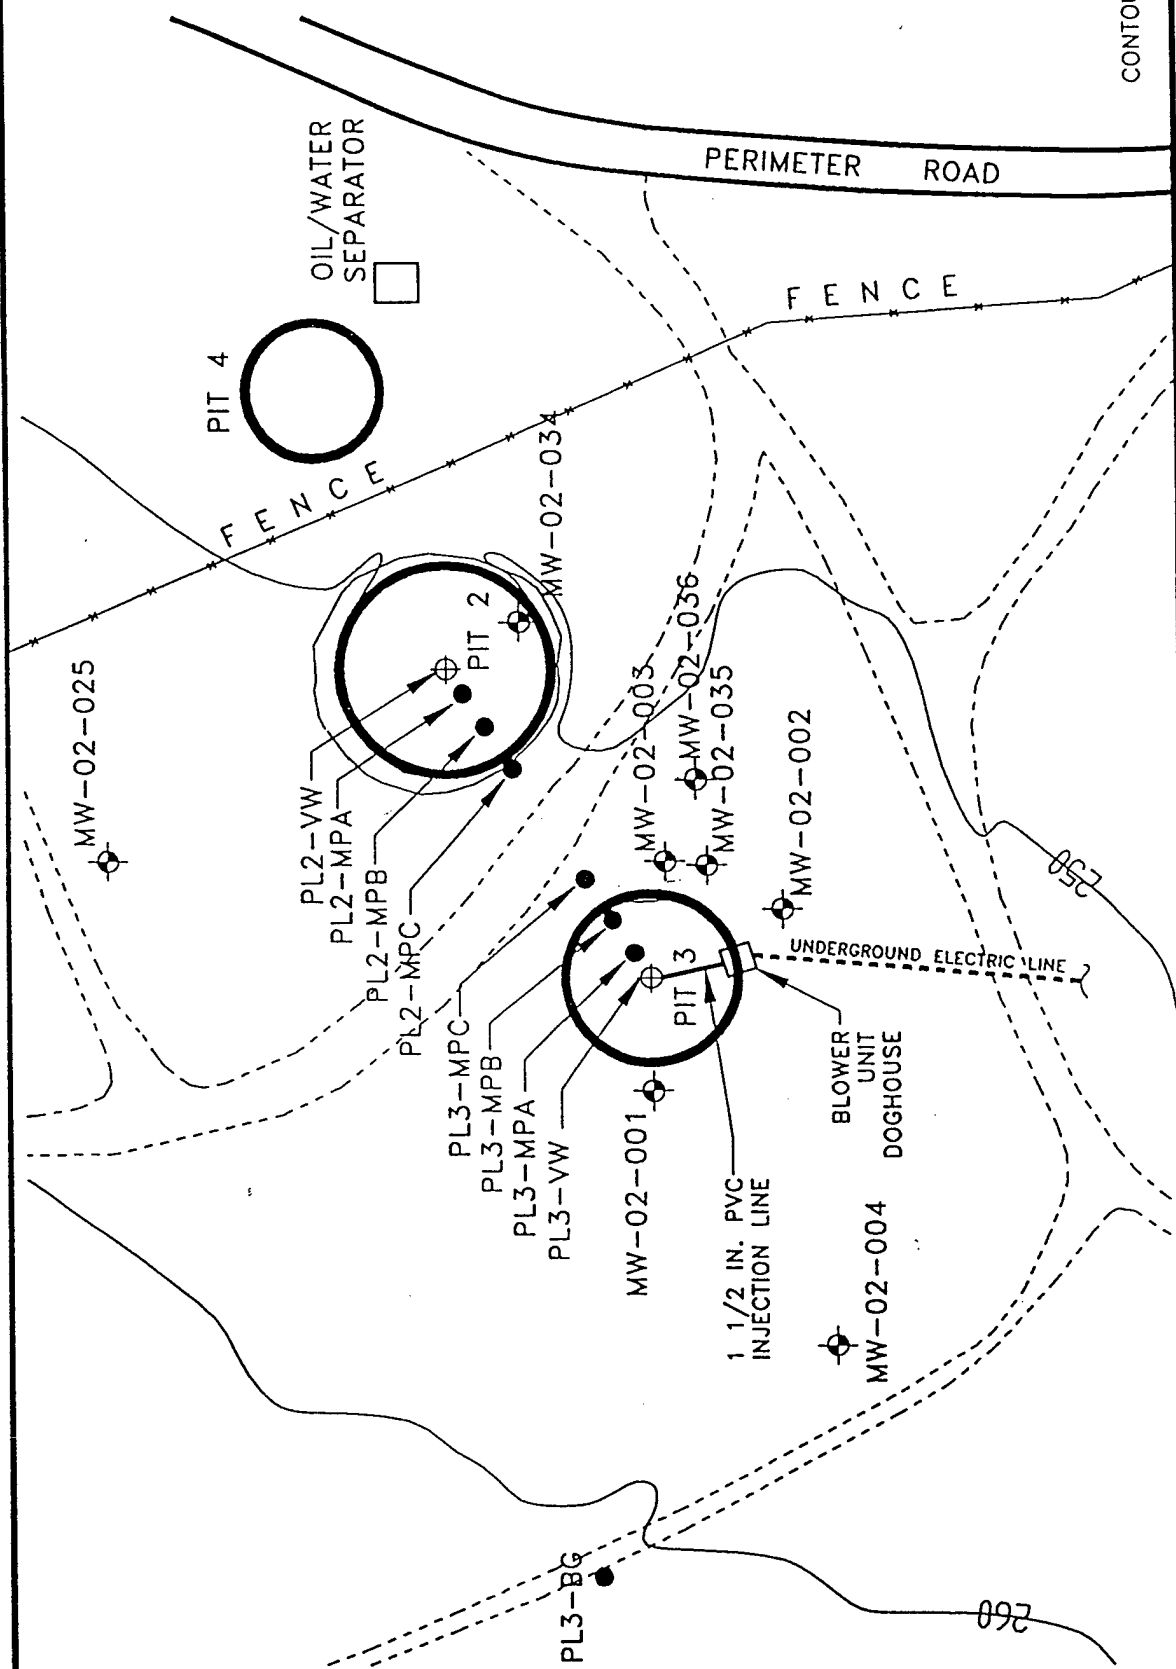 CONTOU
OIL/WATER
SEPARATOR
PERIMETER ROAD
PIT 4
FENCE
FENCE
MW-02-034
MW-02-025
PIT 2
PL2-VW
PL2-MPA
PL2-MPB
PL2-MPC
MW-02-003
MW-02-036
MW-02-035
MW-02-002
PL3-MPC
PL3-MPB
PL3-MPA
PL3-VW
PIT 3
UNDERGROUND ELECTRIC LINE
250
MW-02-001
BLOWER
UNIT
DOGHOUSE
1 1/2 IN. PVC
INJECTION LINE
MW-02-004
PL3-BG
260